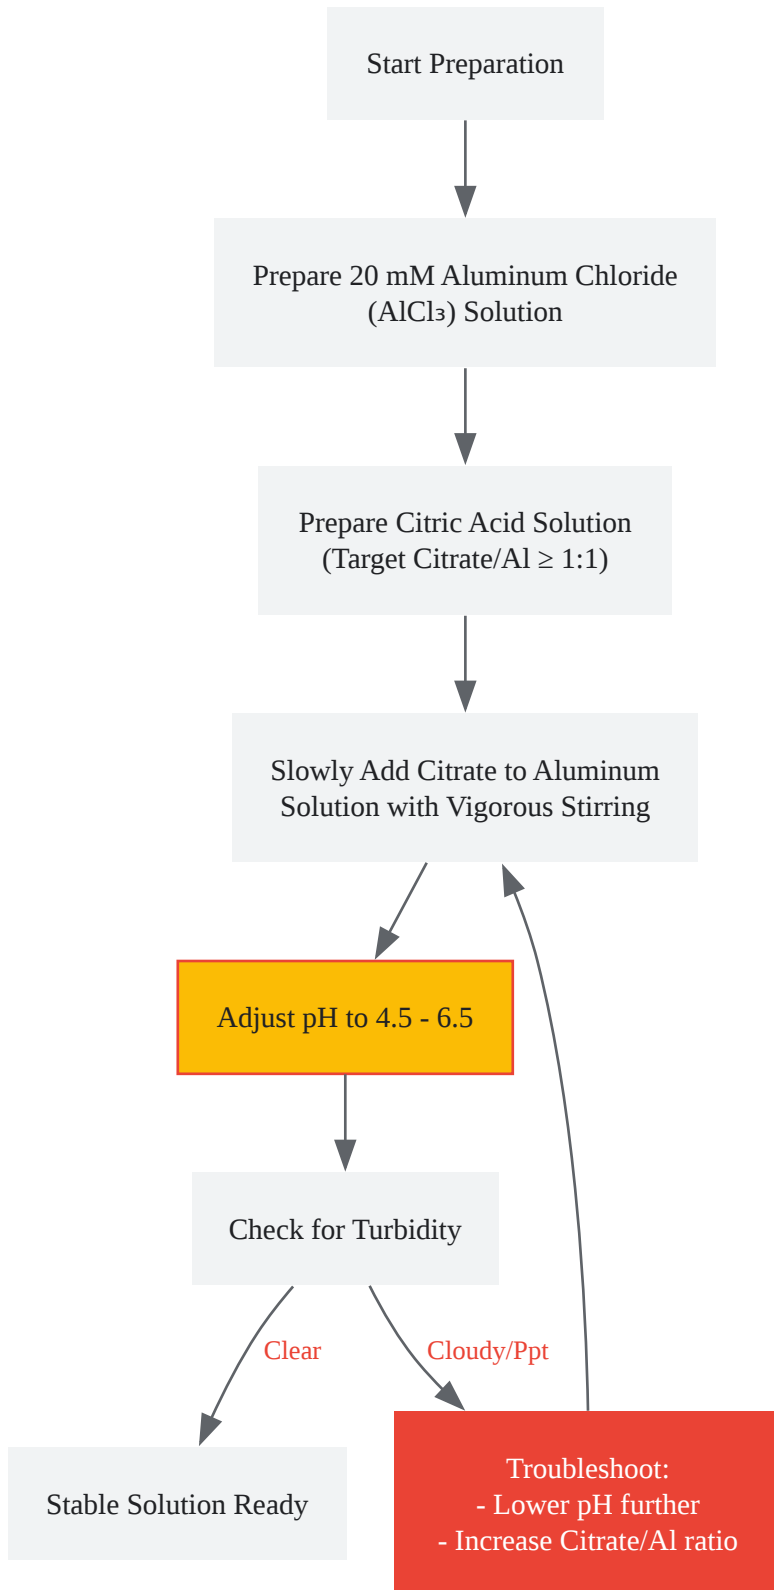 Start Preparation
Prepare 20 mM Aluminum Chloride
(AlCl₃) Solution
Prepare Citric Acid Solution
(Target Citrate/Al ≥ 1:1)
Slowly Add Citrate to Aluminum
Solution with Vigorous Stirring
Adjust pH to 4.5 - 6.5
Check for Turbidity
Clear
Cloudy/Ppt
Stable Solution Ready
Troubleshoot:
- Lower pH further
- Increase Citrate/Al ratio